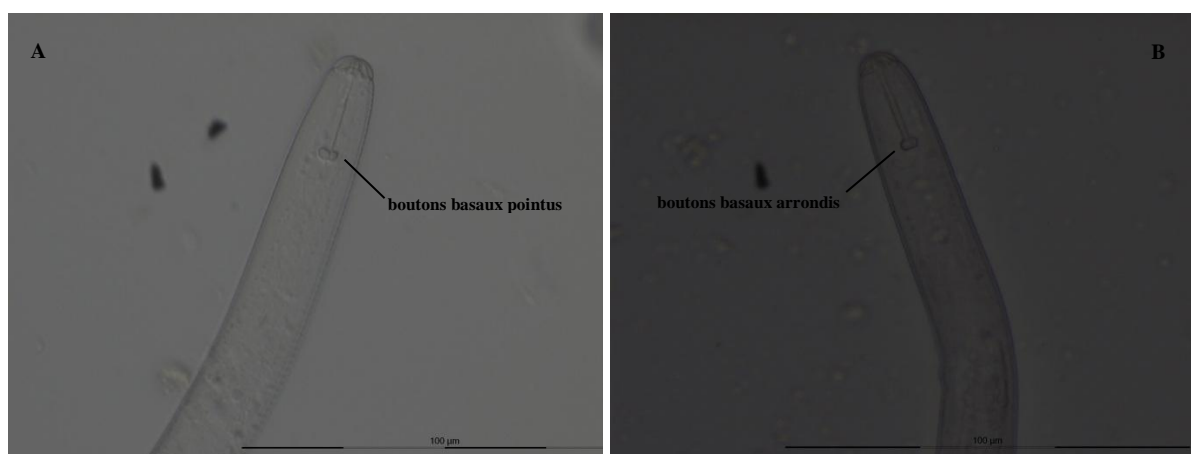 A
boutons basaux pointus
100 µm
B
boutons basaux arrondis
100 µm